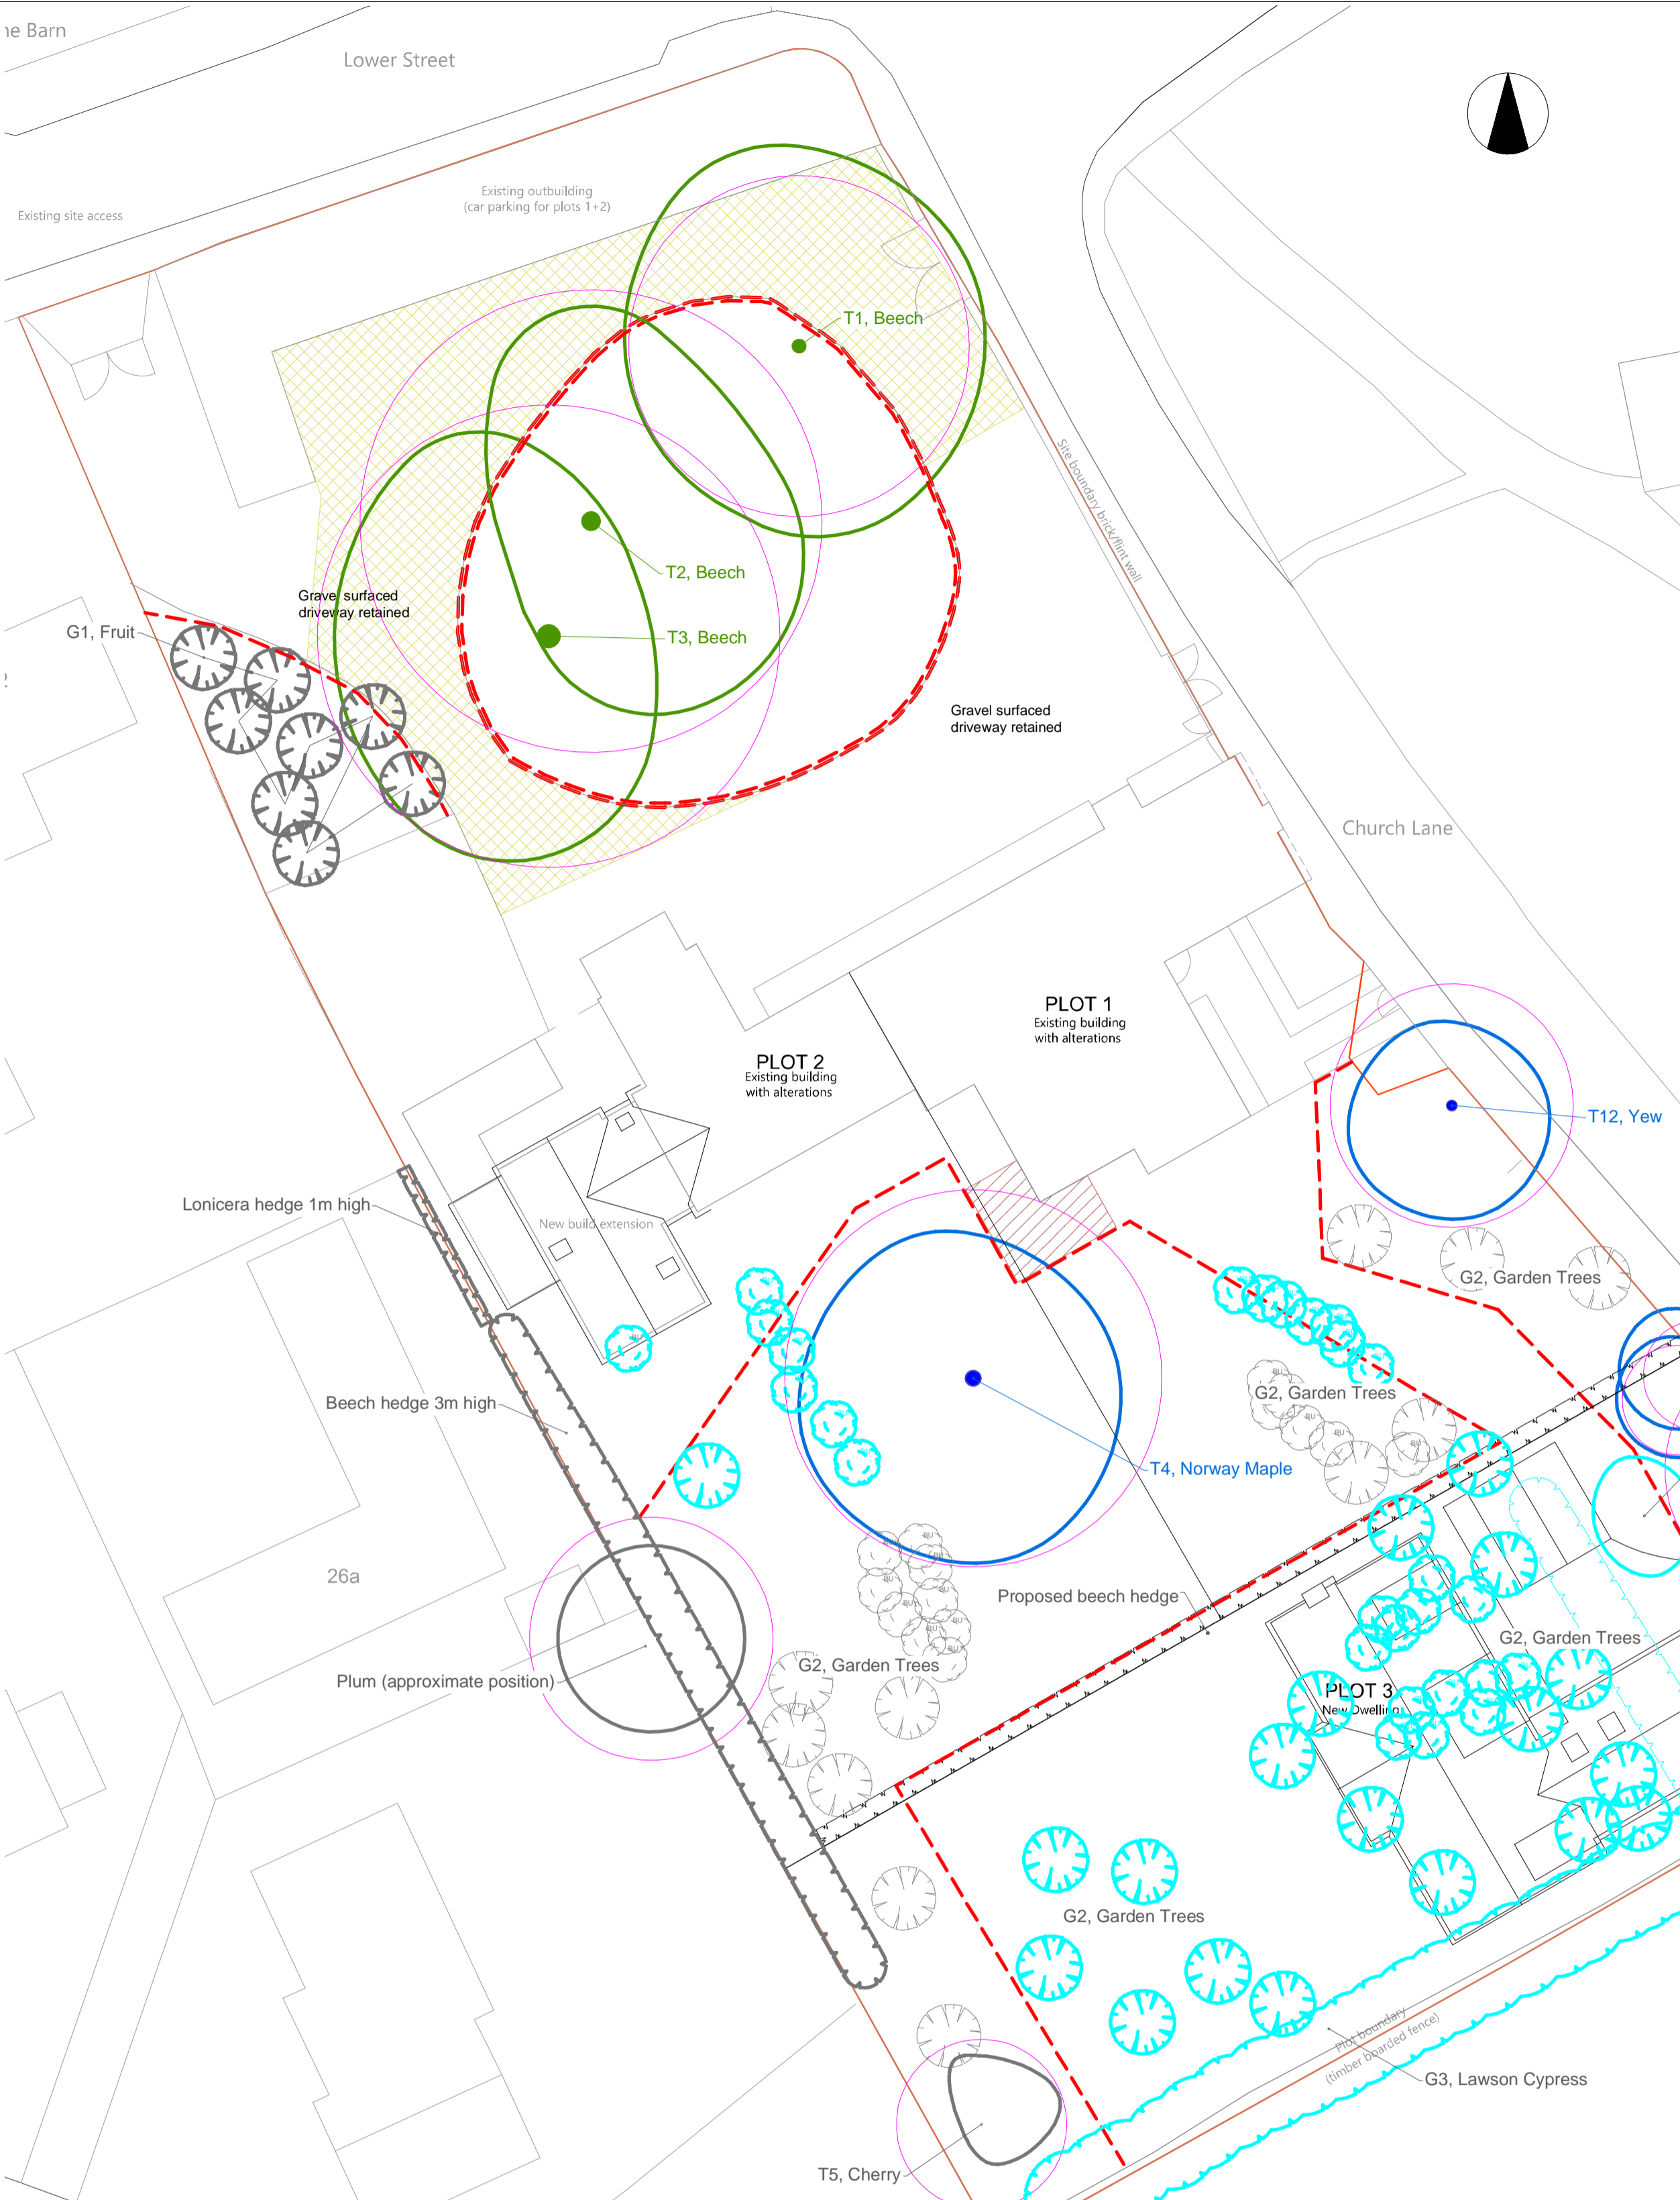 Barn
Lower Street
Existing outbuilding
(car parking for plots 1+2)
Existing site access
T1, Beech
Site boundary brick/flint wall
T2, Beech
Gravel surfaced
driveway retained
G1, Fruit
T3, Beech
Gravel surfaced
driveway retained
Church Lane
PLOT 1
Existing building
with alterations
PLOT 2
Existing building
with alterations
T12, Yew
Lonicera hedge 1m high
New build extension
G2, Garden Trees
Beech hedge 3m high
G2, Garden Trees
T4, Norway Maple
26a
Proposed beech hedge
G2, Garden Trees
G2, Garden Trees
Plum (approximate position)
PLOT 3
New Dwelling
G2, Garden Trees
Plot boundary
(timber boarded fence)
G3, Lawson Cypress
T5, Cherry